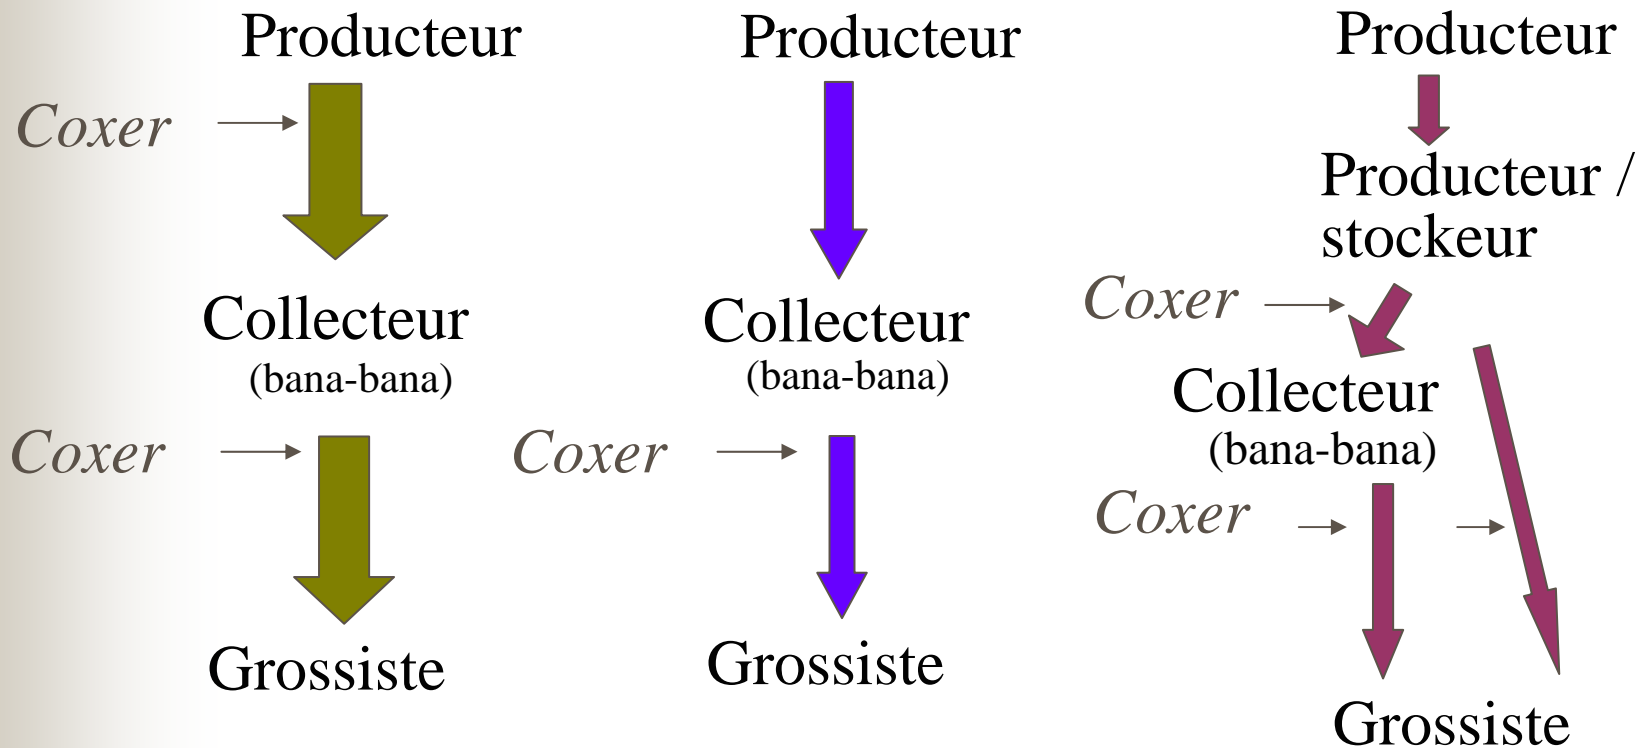 Producteur
Coxer
Collecteur
(bana-bana)
Coxer
Grossiste
Producteur
Collecteur
(bana-bana)
Coxer
Grossiste
Producteur
Producteur /
stockeur
Coxer
Collecteur
(bana-bana)
Coxer
Grossiste